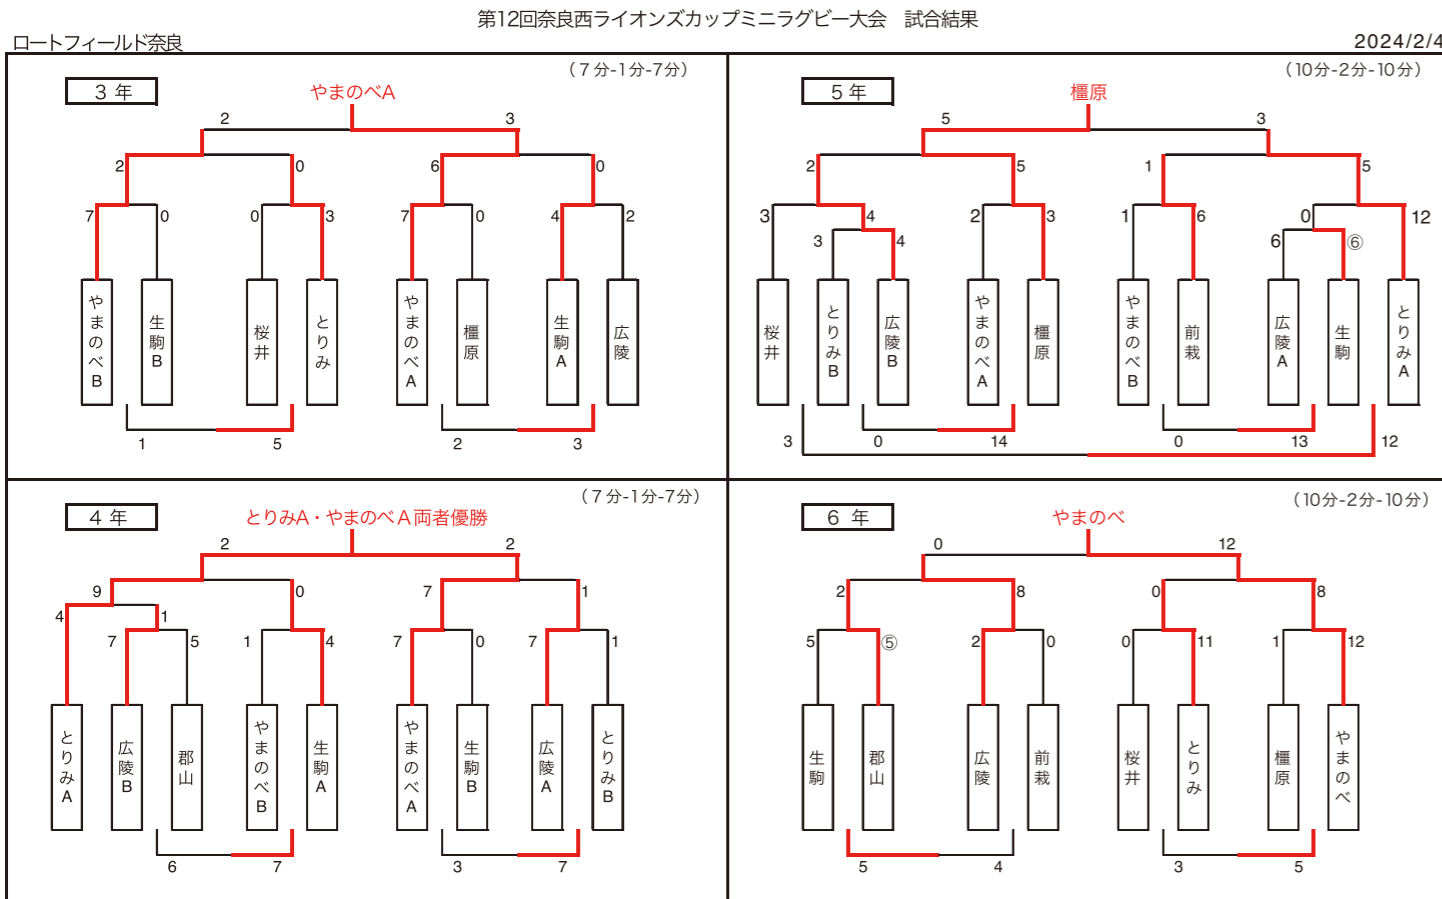 第12回奈良西ライオンズカップミニラグビー大会　試合結果
ロートフィールド奈良
2024/2/4
3 年
（7分-1分-7分）
やまのべA
2 3
2 0 6 0
7 0 0 3 7 0 4 2
やまのべB
生駒B
桜井
とりみ
やまのべA
橿原
生駒A
広陵
1 5 2 3
5 年
（10分-2分-10分）
橿原
5 3
2 5 1 5
3 4 2 3 1 6 0 12
3 4 6 ⑥
桜井
とりみB
広陵B
やまのべA
橿原
やまのべB
前栽
広陵A
生駒
とりみA
3 0 14 0 13 12
4 年
（7分-1分-7分）
とりみA・やまのべA両者優勝
2 2
9 0 7 1
4 1
7 5 1 4 7 0 7 1
とりみA
広陵B
郡山
やまのべB
生駒A
やまのべA
生駒B
広陵A
とりみB
6 7 3 7
6 年
（10分-2分-10分）
やまのべ
0 12
2 8 0 8
5 ⑤ 2 0 0 11 1 12
生駒
郡山
広陵
前栽
桜井
とりみ
橿原
やまのべ
5 4 3 5